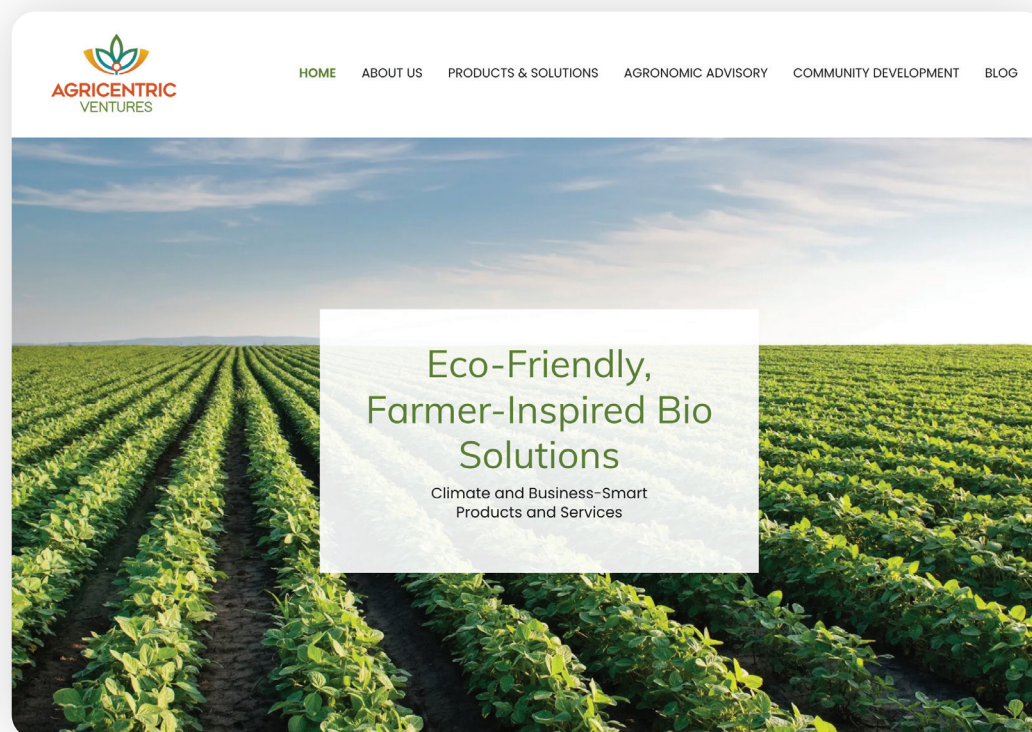 AGRICENTRIC
VENTURES
HOME ABOUT US PRODUCTS & SOLUTIONS AGRONOMIC ADVISORY COMMUNITY DEVELOPMENT BLOG
Eco-Friendly,
Farmer-Inspired Bio
Solutions
Climate and Business-Smart
Products and Services